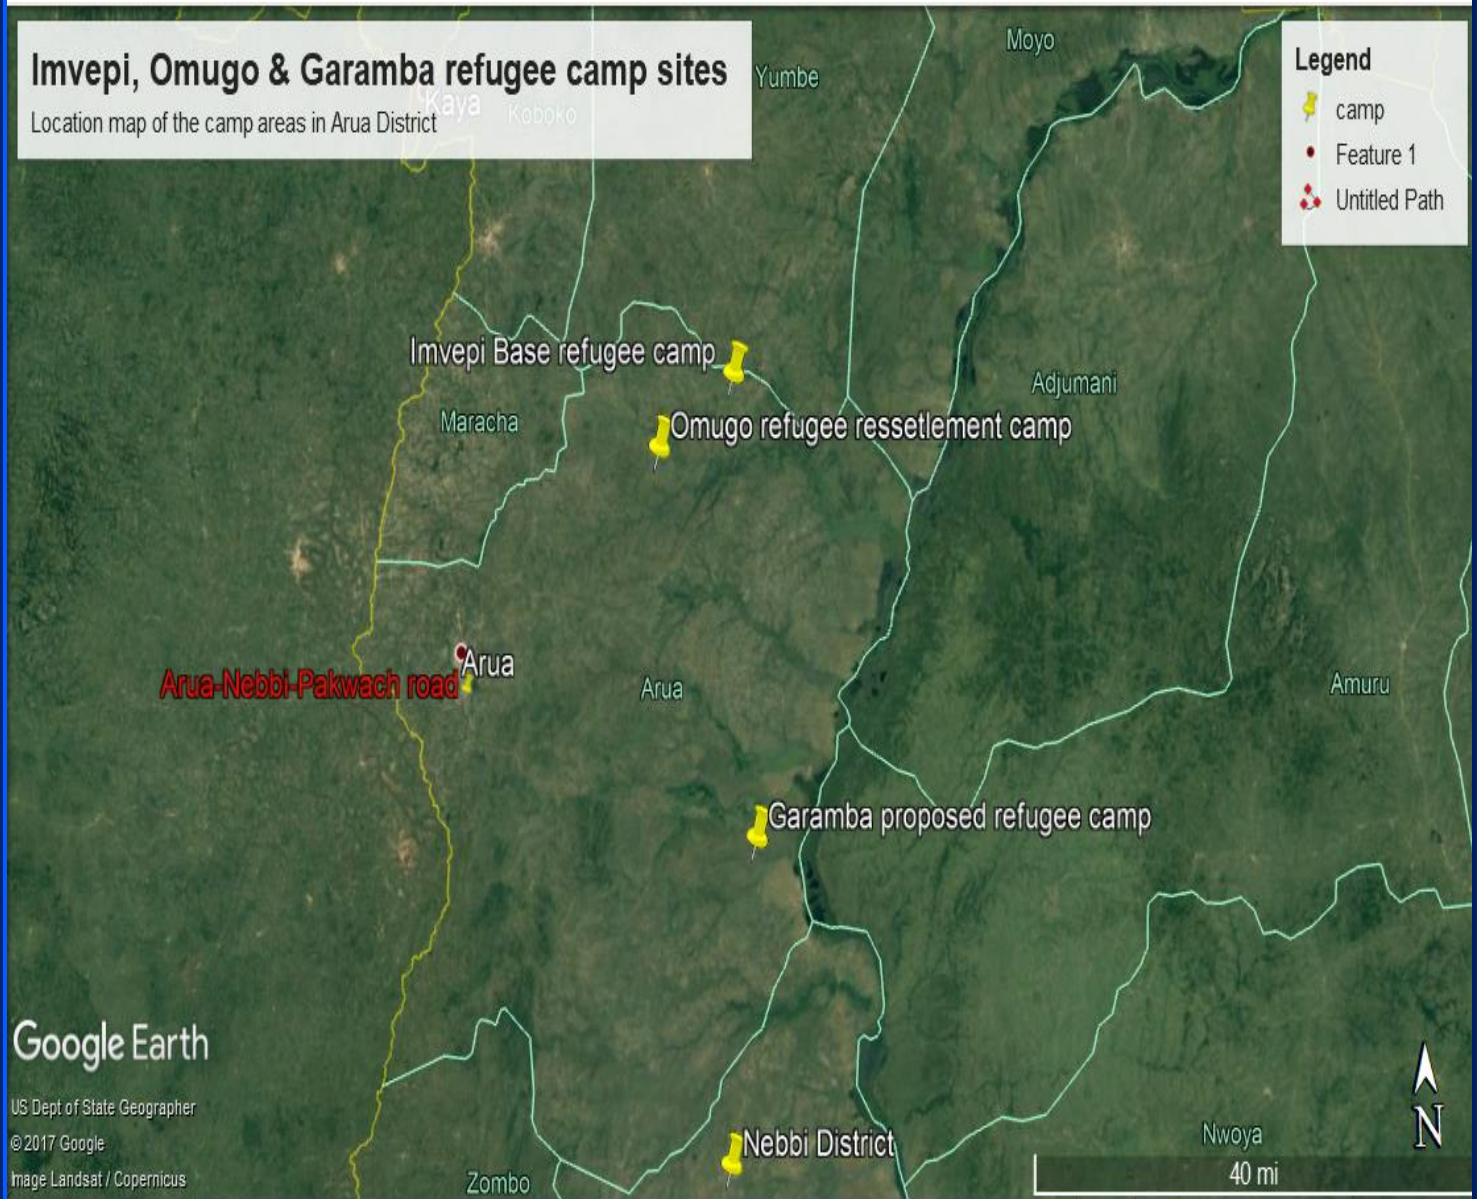 Imvepi, Omugo & Garamba refugee camp sites
Location map of the camp areas in Arua District
Kaya
Koboko
Yumbe
Moyo
Legend
camp
Feature 1
Untitled Path
Imvepi Base refugee camp
Adjumani
Maracha
Omugo refugee ressetlement camp
Arua
Arua-Nebbi-Pakwach road
Arua
Amuru
Garamba proposed refugee camp
Google Earth
US Dept of State Geographer
© 2017 Google
Image Landsat / Copernicus
Nebbi District
Zombo
Nwoya
N
40 mi